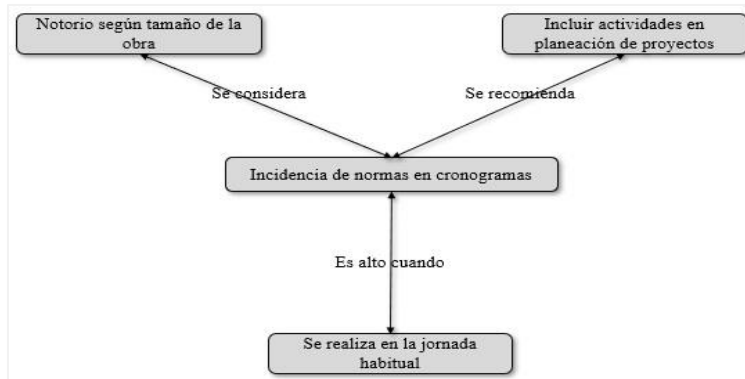 Notorio según tamaño de la
obra
Incluir actividades en
planeación de proyectos
Se considera
Se recomienda
Incidencia de normas en cronogramas
Es alto cuando
Se realiza en la jornada
habitual